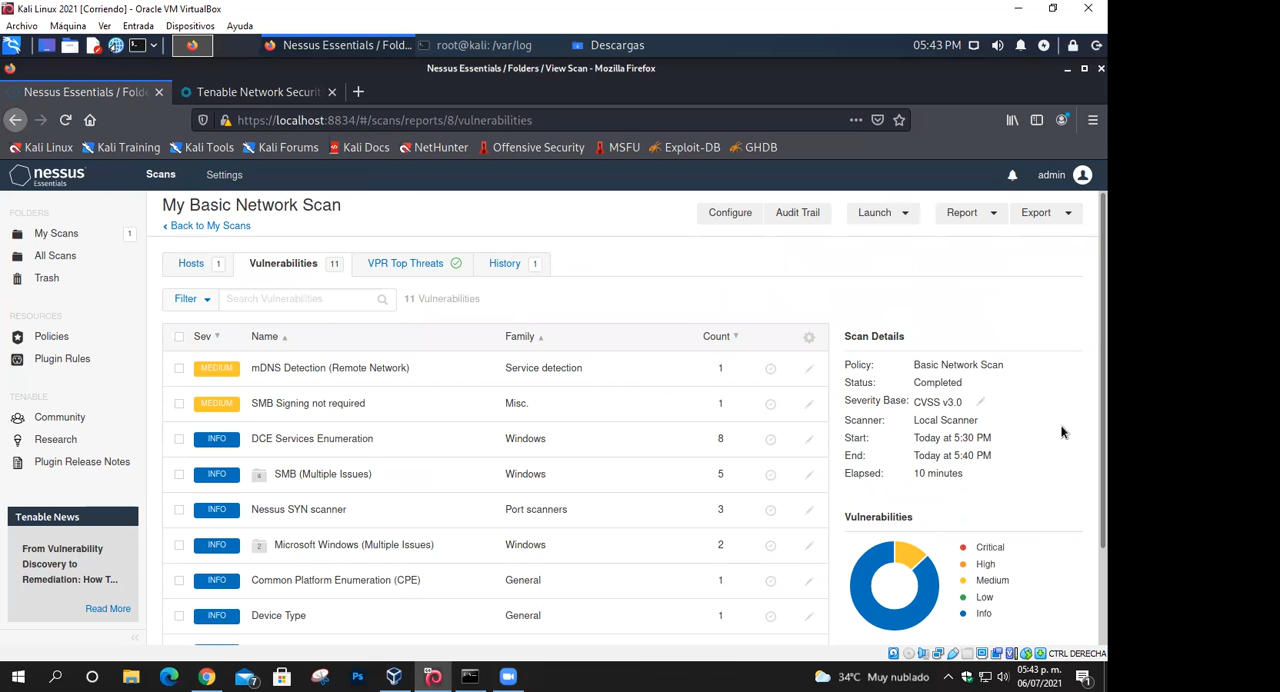 Kali Linux 2021 [Corriendo] - Oracle VM VirtualBox
Archivo Máquina Ver Entrada Dispositivos Ayuda
Nessus Essentials / Fold... root@kali: /var/log Descargas 05:43 PM
Nessus Essentials / Folders / View Scan - Mozilla Firefox
Nessus Essentials / Folde Tenable Network Securit
https://localhost:8834/#/scans/reports/8/vulnerabilities
Kali Linux Kali Training Kali Tools Kali Forums Kali Docs NetHunter Offensive Security MSFU Exploit-DB GHDB
nessus Essentials Scans Settings admin
FOLDERS
My Scans 1
All Scans
Trash
RESOURCES
Policies
Plugin Rules
TENABLE
Community
Research
Plugin Release Notes
Tenable News
From Vulnerability
Discovery to
Remediation: How T...
Read More
My Basic Network Scan
Back to My Scans
Configure Audit Trail Launch Report Export
Hosts 1 Vulnerabilities 11 VPR Top Threats History 1
Filter Search Vulnerabilities 11 Vulnerabilities
Sev Name Family Count
MEDIUM mDNS Detection (Remote Network) Service detection 1
MEDIUM SMB Signing not required Misc. 1
INFO DCE Services Enumeration Windows 8
INFO 4 SMB (Multiple Issues) Windows 5
INFO Nessus SYN scanner Port scanners 3
INFO 2 Microsoft Windows (Multiple Issues) Windows 2
INFO Common Platform Enumeration (CPE) General 1
INFO Device Type General 1
Scan Details
Policy: Basic Network Scan
Status: Completed
Severity Base: CVSS v3.0
Scanner: Local Scanner
Start: Today at 5:30 PM
End: Today at 5:40 PM
Elapsed: 10 minutes
Vulnerabilities
Critical
High
Medium
Low
Info
CTRL DERECHA
7 Ps 34°C Muy nublado 05:43 p. m.
06/07/2021 1